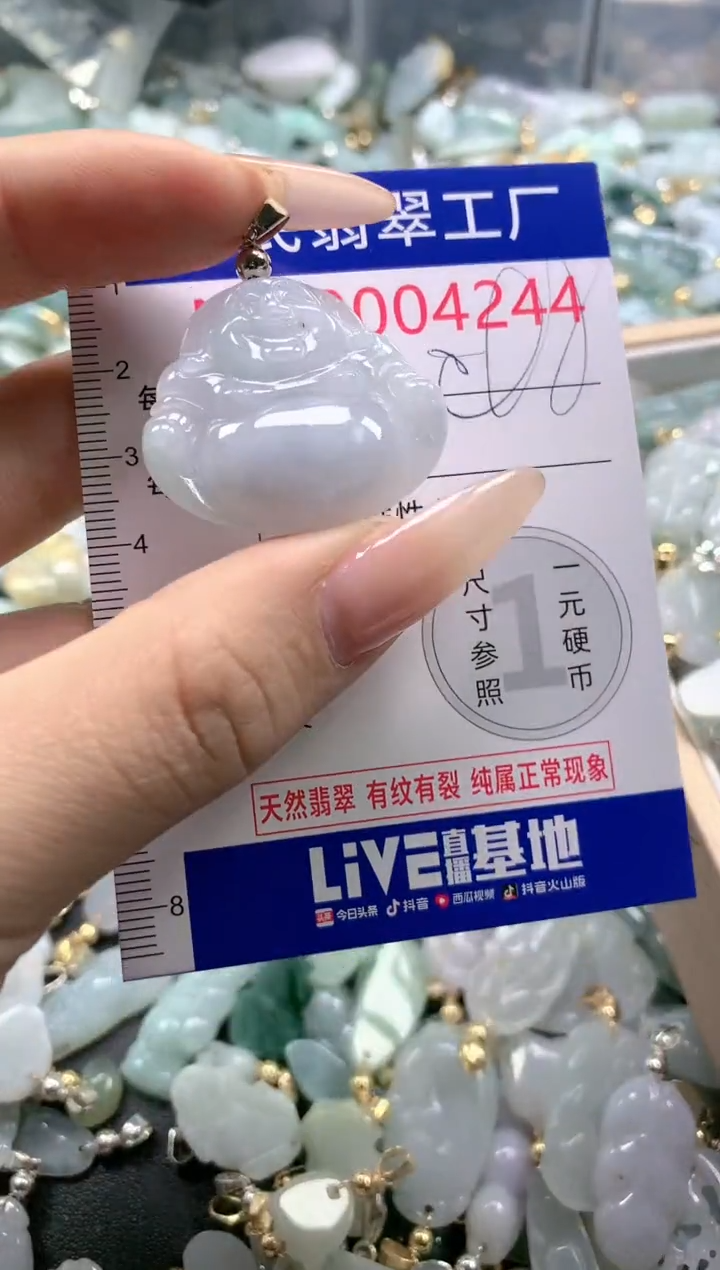 翡翠工厂
004244
1
2
3
4
8
尺寸参照
1
一元硬币
天然翡翠 有纹有裂 纯属正常现象
LiVE直播基地
今日头条 抖音 西瓜视频 抖音火山版